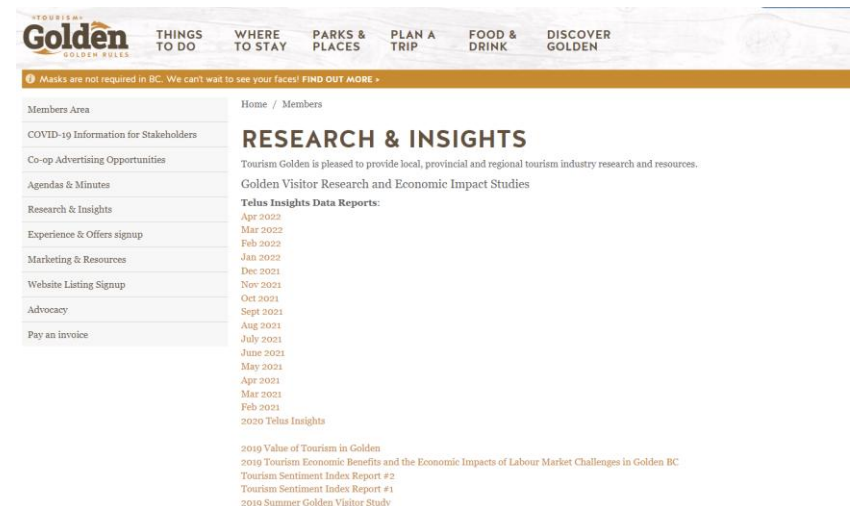 •TOURISM•
Golden
GOLDEN RULES
THINGS
TO DO
WHERE
TO STAY
PARKS &
PLACES
PLAN A
TRIP
FOOD &
DRINK
DISCOVER
GOLDEN
Masks are not required in BC. We can't wait to see your faces! FIND OUT MORE »
Members Area
COVID-19 Information for Stakeholders
Co-op Advertising Opportunities
Agendas & Minutes
Research & Insights
Experience & Offers signup
Marketing & Resources
Website Listing Signup
Advocacy
Pay an invoice
Home / Members
RESEARCH & INSIGHTS
Tourism Golden is pleased to provide local, provincial and regional tourism industry research and resources.
Golden Visitor Research and Economic Impact Studies
Telus Insights Data Reports:
Apr 2022
Mar 2022
Feb 2022
Jan 2022
Dec 2021
Nov 2021
Oct 2021
Sept 2021
Aug 2021
July 2021
June 2021
May 2021
Apr 2021
Mar 2021
Feb 2021
2020 Telus Insights
2019 Value of Tourism in Golden
2019 Tourism Economic Benefits and the Economic Impacts of Labour Market Challenges in Golden BC
Tourism Sentiment Index Report #2
Tourism Sentiment Index Report #1
2019 Summer Golden Visitor Study